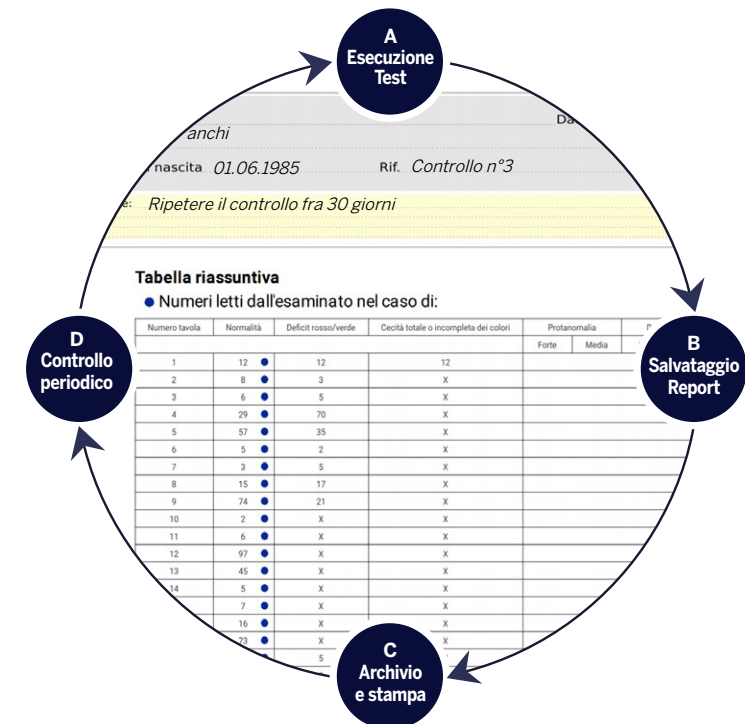 A
Esecuzione
Test
anchi
nascita 01.06.1985 Rif. Controllo n°3
Ripetere il controllo fra 30 giorni
Tabella riassuntiva
Numeri letti dall'esaminato nel caso di:
Numero tavola Normalità Deficit rosso/verde Cecità totale o incompleta dei colori Protanomalia
Forte Media
1 12 12 12
2 8 3 X
3 6 5 X
4 29 70 X
5 57 35 X
6 5 2 X
7 3 5 X
8 15 17 X
9 74 21 X
10 2 X X
11 6 X X
12 97 X X
13 45 X X
14 5 X X
7 X X
16 X X
73 X X
5
B
Salvataggio
Report
C
Archivio
e stampa
D
Controllo
periodico